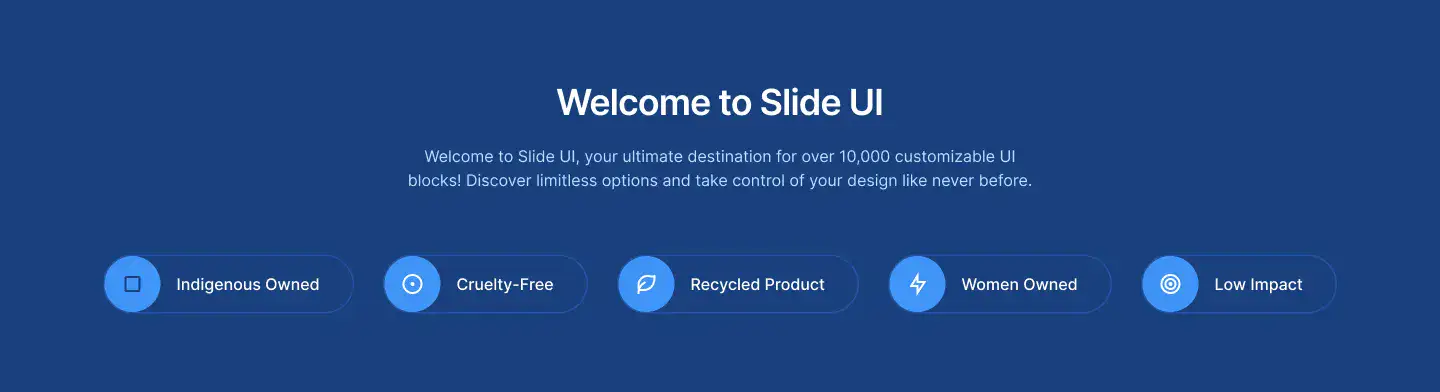 Welcome to Slide UI
Welcome to Slide UI, your ultimate destination for over 10,000 customizable UI
blocks! Discover limitless options and take control of your design like never before.
Indigenous Owned
Cruelty-Free
Recycled Product
Women Owned
Low Impact